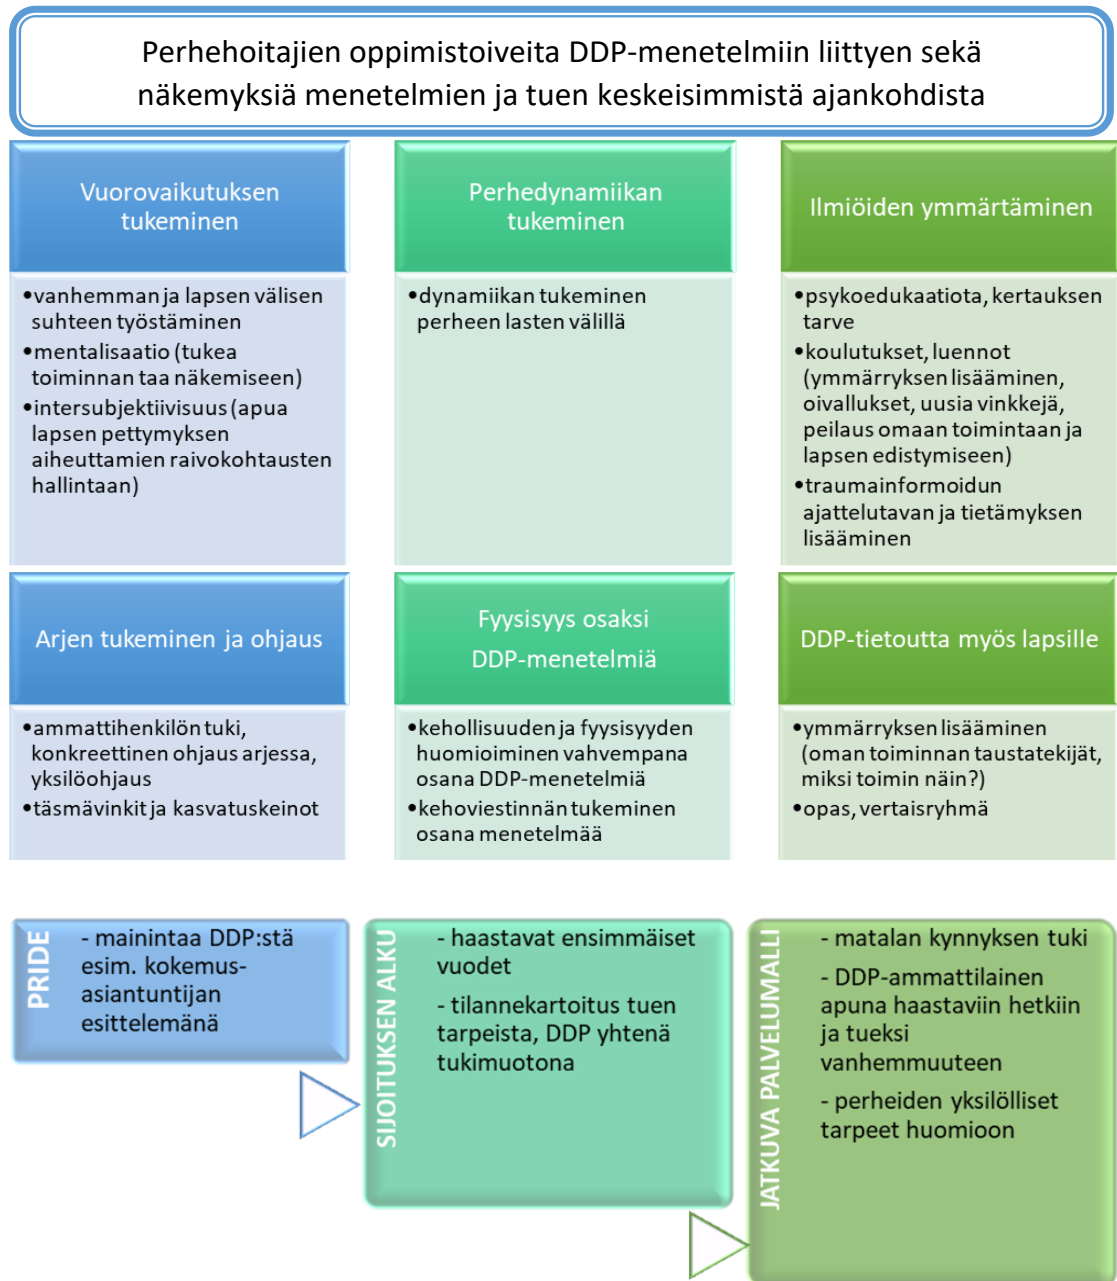 Perhehoitajien oppimistoiveita DDP-menetelmiin liittyen sekä
näkemyksiä menetelmien ja tuen keskeisimmistä ajankohdista
Vuorovaikutuksen
tukeminen
•vanhemman ja lapsen välisen
suhteen työstäminen
•mentalisaatio (tukea
toiminnan taa näkemiseen)
•intersubjektiivisuus (apua
lapsen pettymyksen
aiheuttamien raivokohtausten
hallintaan)
Perhedynamiikan
tukeminen
•dynamiikan tukeminen
perheen lasten välillä
Ilmiöiden ymmärtäminen
•psykoedukaatiota, kertauksen
tarve
•koulutukset, luennot
(ymmärryksen lisääminen,
oivallukset, uusia vinkkejä,
peilaus omaan toimintaan ja
lapsen edistymiseen)
•traumainformoidun
ajattelutavan ja tietämyksen
lisääminen
Arjen tukeminen ja ohjaus
•ammattihenkilön tuki,
konkreettinen ohjaus arjessa,
yksilöohjaus
•täsmävinkit ja kasvatuskeinot
Fyysisyys osaksi
DDP-menetelmiä
•kehollisuuden ja fyysisyyden
huomioiminen vahvempana
osana DDP-menetelmiä
•kehoviestinnän tukeminen
osana menetelmää
DDP-tietoutta myös lapsille
•ymmärryksen lisääminen
(oman toiminnan taustatekijät,
miksi toimin näin?)
•opas, vertaisryhmä
PRIDE
- mainintaa DDP:stä
esim. kokemus-
asiantuntijan
esittelemänä
SIJOITUKSEN ALKU
- haastavat ensimmäiset
vuodet
- tilannekartoitus tuen
tarpeista, DDP yhtenä
tukimuotona
JATKUVA PALVELUMALLI
- matalan kynnyksen tuki
- DDP-ammattilainen
apuna haastaviin hetkiin
ja tueksi
vanhemmuuteen
- perheiden yksilölliset
tarpeet huomioon